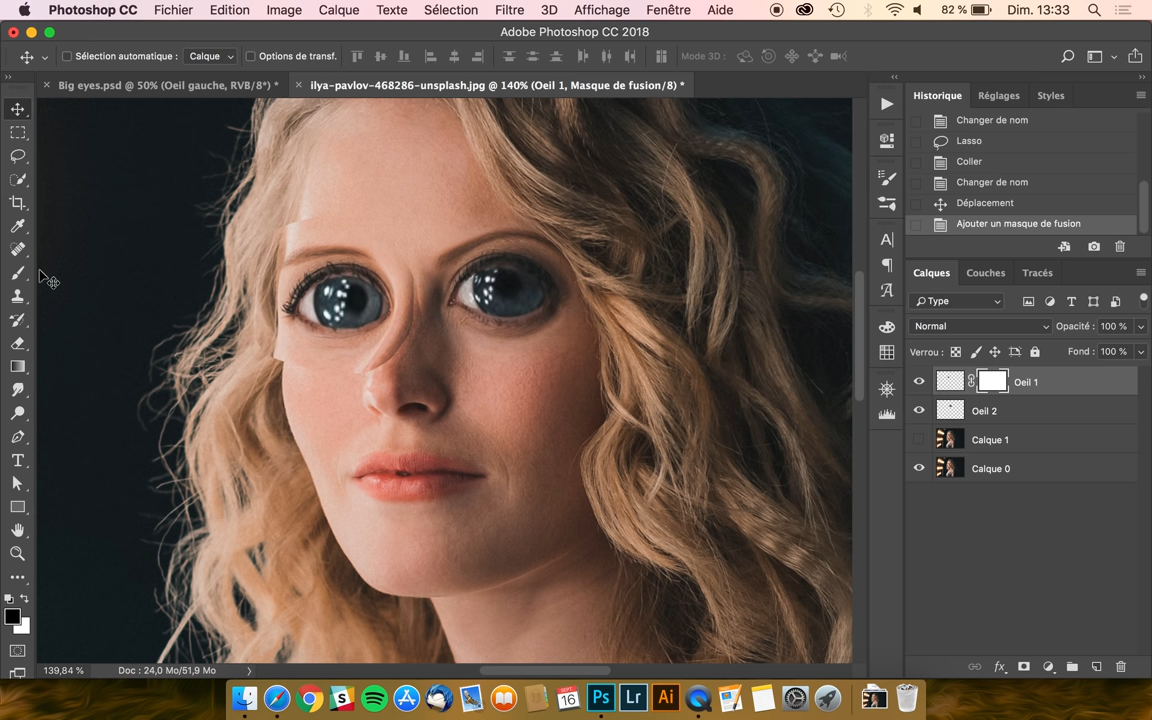 Photoshop CC Fichier Edition Image Calque Texte Sélection Filtre 3D Affichage Fenêtre Aide 82 % Dim. 13:33
Adobe Photoshop CC 2018
Sélection automatique : Calque Options de transf. Mode 3D :
Big eyes.psd @ 50% (Oeil gauche, RVB/8*) *
ilya-pavlov-468286-unsplash.jpg @ 140% (Oeil 1, Masque de fusion/8) *
Historique Réglages Styles
Changer de nom
Lasso
Coller
Changer de nom
Déplacement
Ajouter un masque de fusion
Calques Couches Tracés
Type
Normal Opacité : 100 %
Verrou : Fond : 100 %
Oeil 1
Oeil 2
Calque 1
Calque 0
139,84 % Doc : 24,0 Mo/51,9 Mo
SEPT.
16
Ps Lr Ai